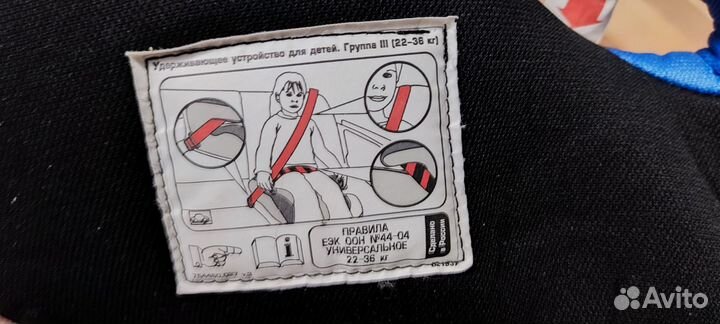 Удерживающее устройство для детей. Группа III (22-36 кг)
ПРАВИЛА
ЕЭК ООН №44-04
УНИВЕРСАЛЬНОЕ
22-36 кг
Сделано
в России
i
Avito